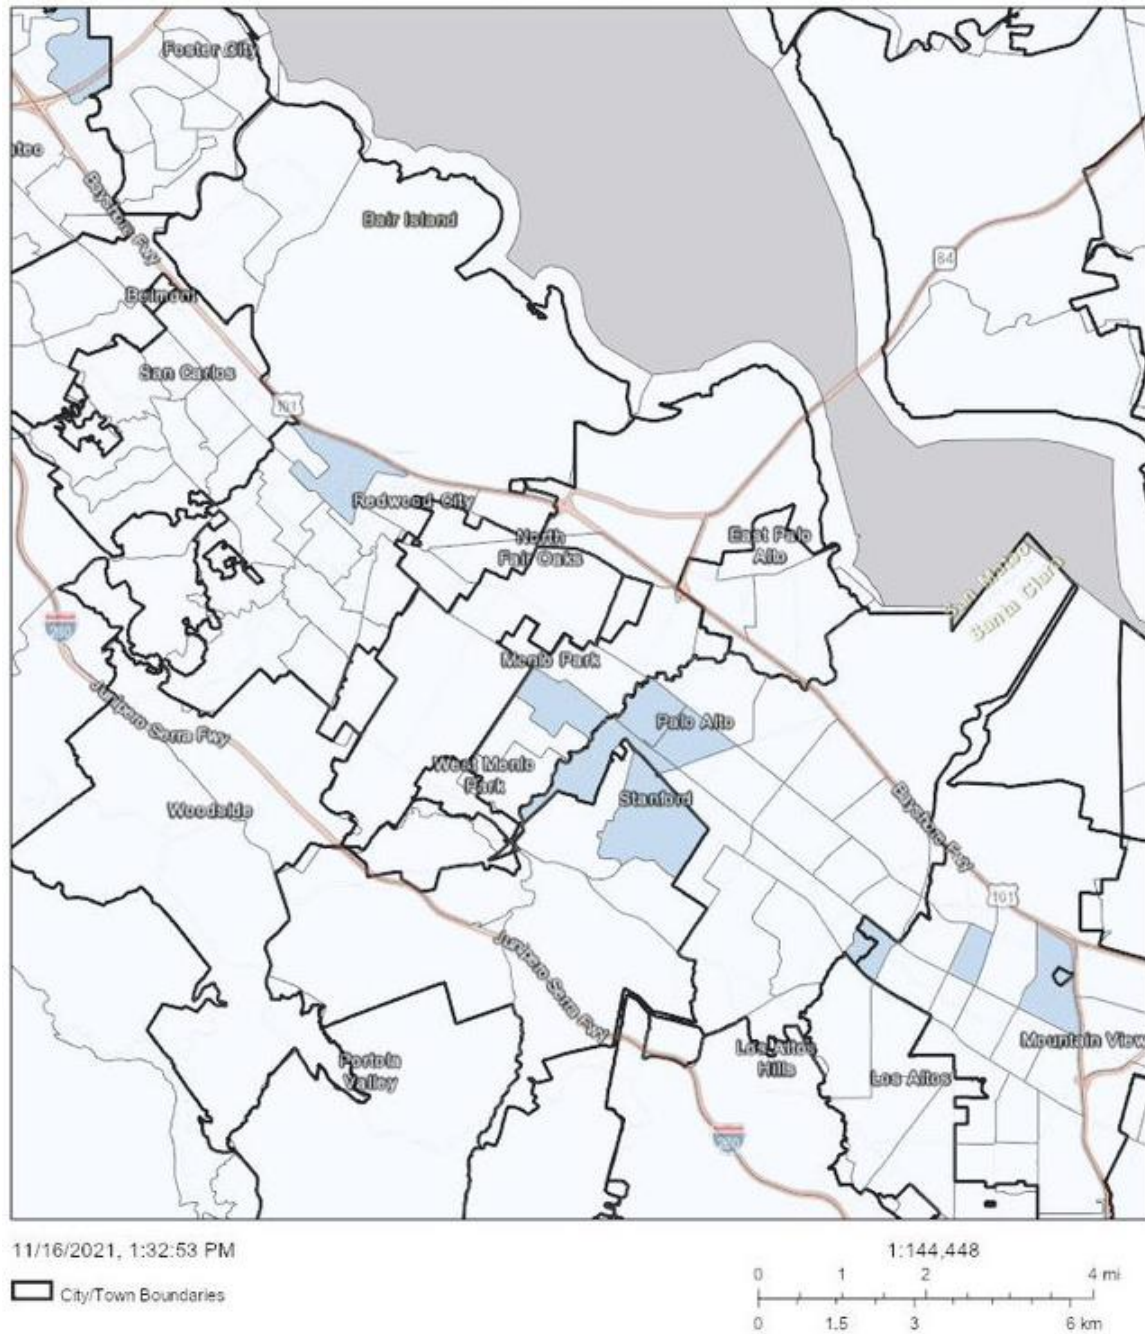 Foster City
ateo
Bayshore Fwy
Bair Island
84
Belmont
San Carlos
101
Redwood City
North
Fair Oaks
East Palo
Alto
San Mateo
Santa Clara
280
Menlo Park
Junipero Serra Fwy
Palo Alto
West Menlo
Park
Stanford
Woodside
Bayshore Fwy
101
Junipero Serra Fwy
Mountain View
Los Altos
Hills
Los Altos
Portola
Valley
280
11/16/2021, 1:32:53 PM
1:144,448
City/Town Boundaries
0 1 2 4 mi
0 1.5 3 6 km